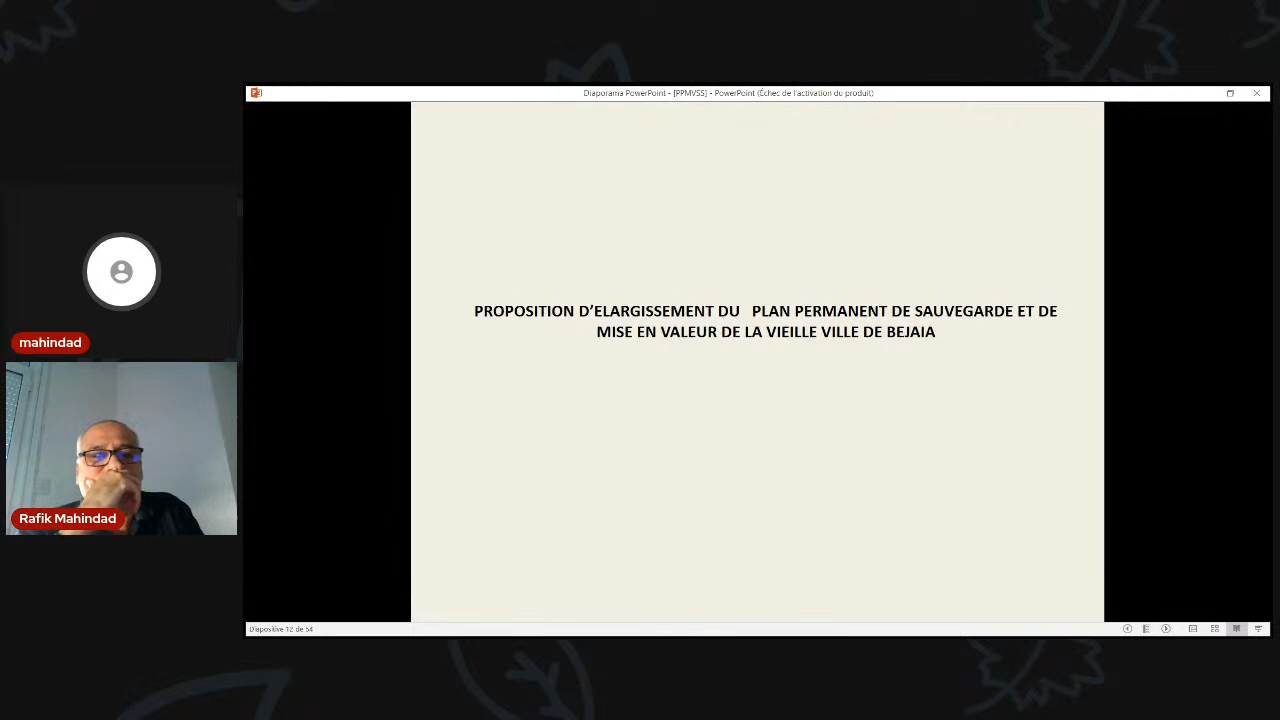 Diaporama PowerPoint - [PPMVSS] - PowerPoint (Échec de l'activation du produit)
PROPOSITION D’ELARGISSEMENT DU PLAN PERMANENT DE SAUVEGARDE ET DE
MISE EN VALEUR DE LA VIEILLE VILLE DE BEJAIA
mahindad
Rafik Mahindad
Diapositive 12 de 54